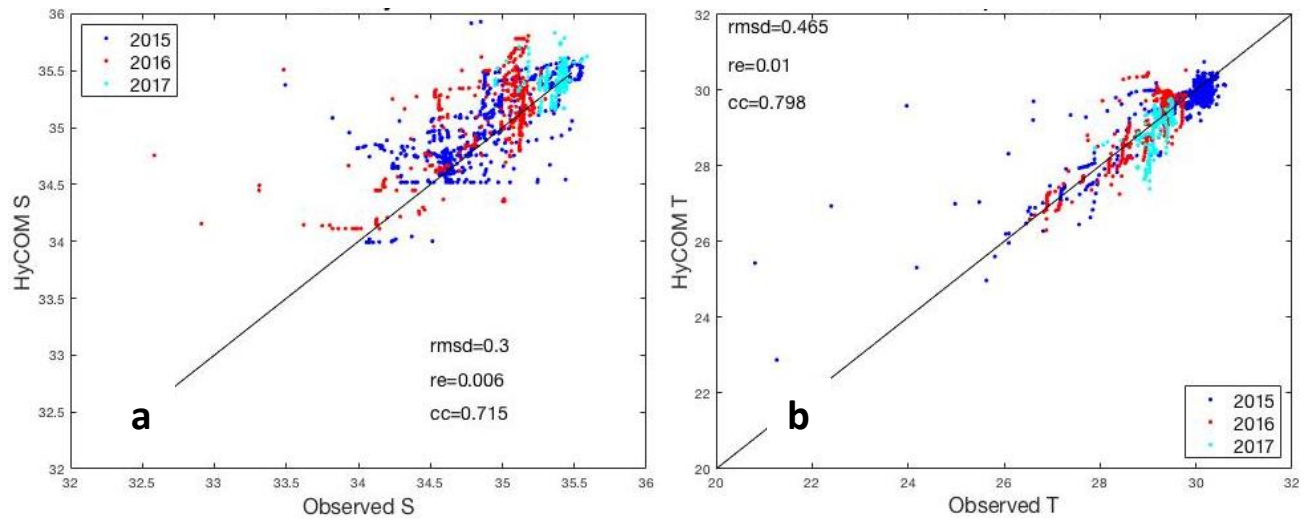 2015
2016
2017
rmsd=0.3
re=0.006
cc=0.715
a
HyCOM S
36
35.5
35
34.5
34
33.5
33
32.5
32
32 32.5 33 33.5 34 34.5 35 35.5 36
Observed S
rmsd=0.465
re=0.01
cc=0.798
2015
2016
2017
b
HyCOM T
32
30
28
26
24
22
20
20 22 24 26 28 30 32
Observed T